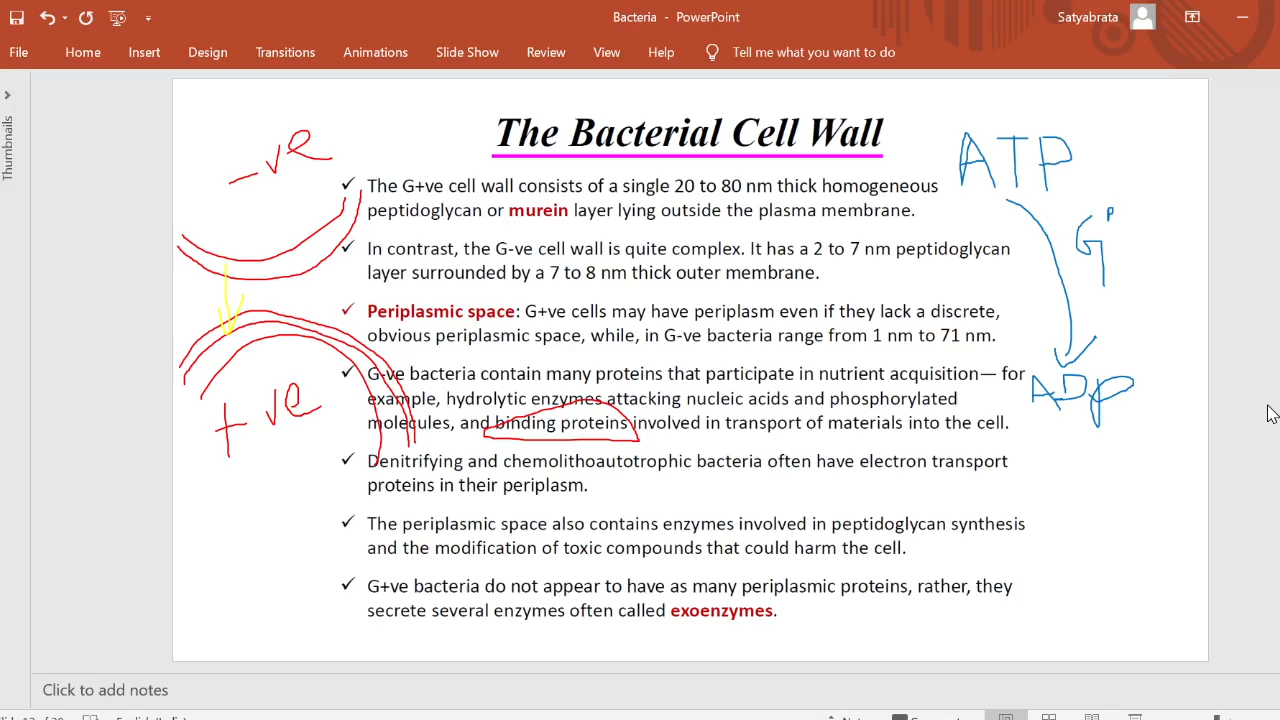 Bacteria - PowerPoint
Satyabrata
File Home Insert Design Transitions Animations Slide Show Review View Help Tell me what you want to do
Thumbnails
The Bacterial Cell Wall
-ve
ATP
✓ The G+ve cell wall consists of a single 20 to 80 nm thick homogeneous
peptidoglycan or murein layer lying outside the plasma membrane.
✓ In contrast, the G-ve cell wall is quite complex. It has a 2 to 7 nm peptidoglycan
layer surrounded by a 7 to 8 nm thick outer membrane.
✓ Periplasmic space: G+ve cells may have periplasm even if they lack a discrete,
obvious periplasmic space, while, in G-ve bacteria range from 1 nm to 71 nm.
✓ G-ve bacteria contain many proteins that participate in nutrient acquisition— for
example, hydrolytic enzymes attacking nucleic acids and phosphorylated
molecules, and binding proteins involved in transport of materials into the cell.
+ve
ADP
✓ Denitrifying and chemolithoautotrophic bacteria often have electron transport
proteins in their periplasm.
✓ The periplasmic space also contains enzymes involved in peptidoglycan synthesis
and the modification of toxic compounds that could harm the cell.
✓ G+ve bacteria do not appear to have as many periplasmic proteins, rather, they
secrete several enzymes often called exoenzymes.
Click to add notes